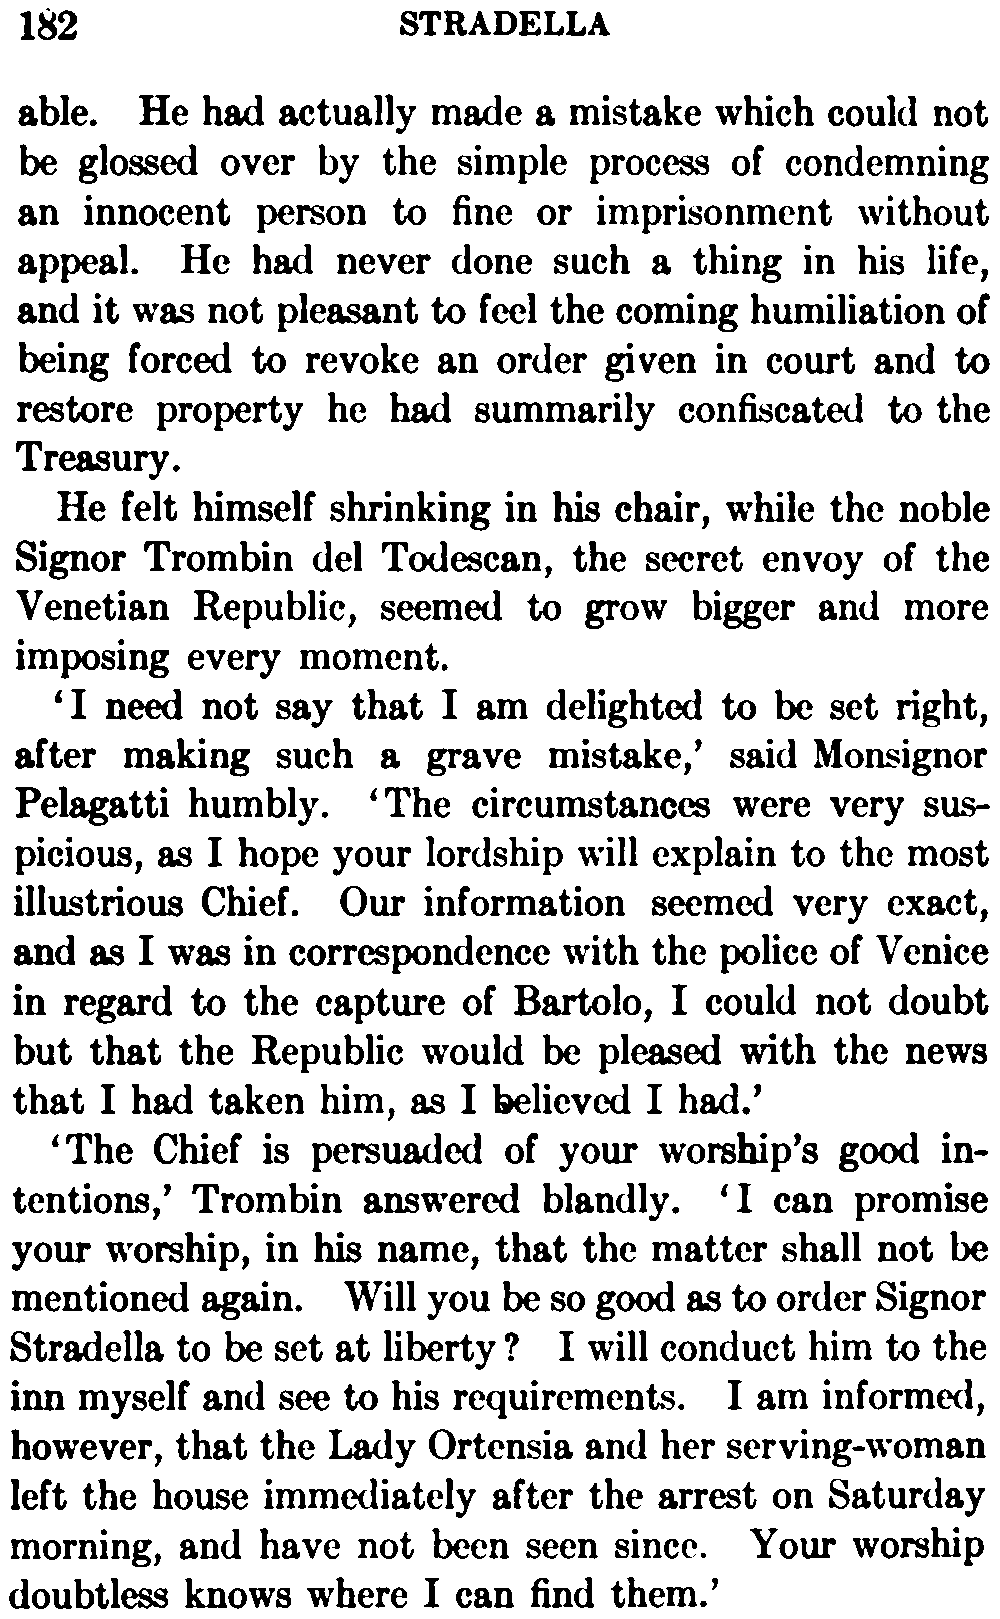 182 STRADELLA
able. He had actually made a mistake which could not
be glossed over by the simple process of condemning
an innocent person to fine or imprisonment without
appeal. He had never done such a thing in his life,
and it was not pleasant to feel the coming humiliation of
being forced to revoke an order given in court and to
restore property he had summarily confiscated to the
Treasury.
He felt himself shrinking in his chair, while the noble
Signor Trombin del Todescan, the secret envoy of the
Venetian Republic, seemed to grow bigger and more
imposing every moment.
‘I need not say that I am delighted to be set right,
after making such a grave mistake,’ said Monsignor
Pelagatti humbly. ‘The circumstances were very sus-
picious, as I hope your lordship will explain to the most
illustrious Chief. Our information seemed very exact,
and as I was in correspondence with the police of Venice
in regard to the capture of Bartolo, I could not doubt
but that the Republic would be pleased with the news
that I had taken him, as I believed I had.’
‘The Chief is persuaded of your worship’s good in-
tentions,’ Trombin answered blandly. ‘I can promise
your worship, in his name, that the matter shall not be
mentioned again. Will you be so good as to order Signor
Stradella to be set at liberty? I will conduct him to the
inn myself and see to his requirements. I am informed,
however, that the Lady Ortensia and her serving-woman
left the house immediately after the arrest on Saturday
morning, and have not been seen since. Your worship
doubtless knows where I can find them.’